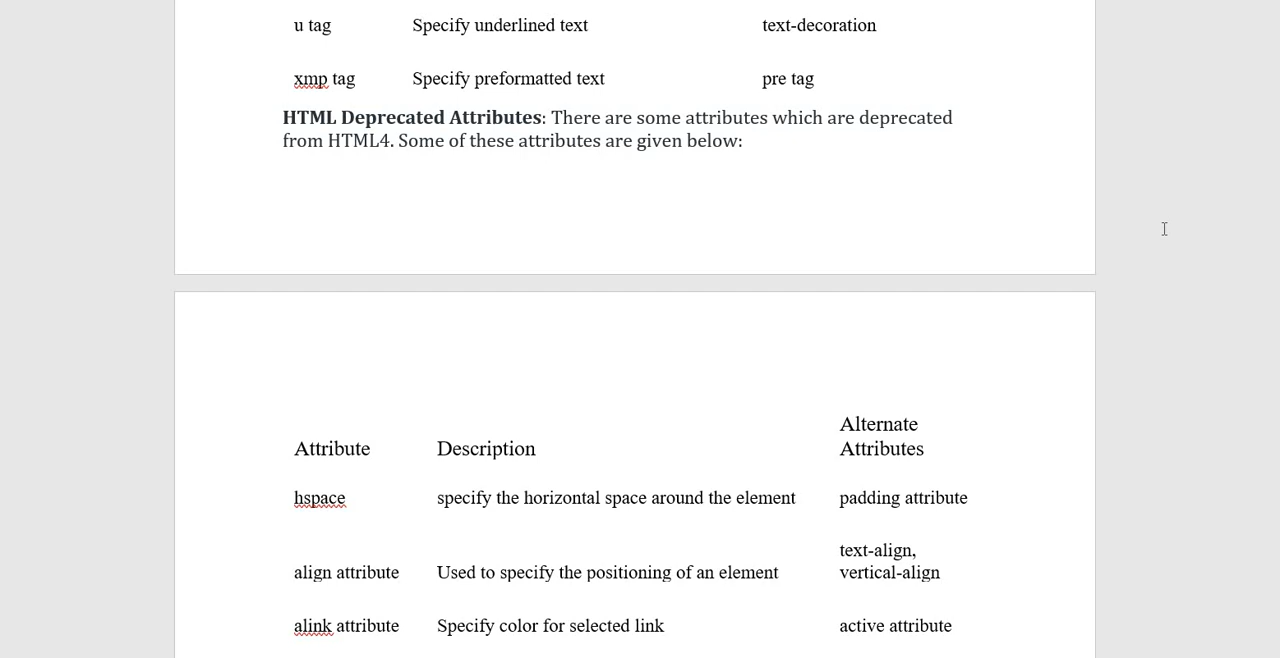 u tag Specify underlined text text-decoration
xmp tag Specify preformatted text pre tag
HTML Deprecated Attributes: There are some attributes which are deprecated
from HTML4. Some of these attributes are given below:
Attribute Description Alternate
Attributes
hspace specify the horizontal space around the element padding attribute
align attribute Used to specify the positioning of an element text-align,
vertical-align
alink attribute Specify color for selected link active attribute